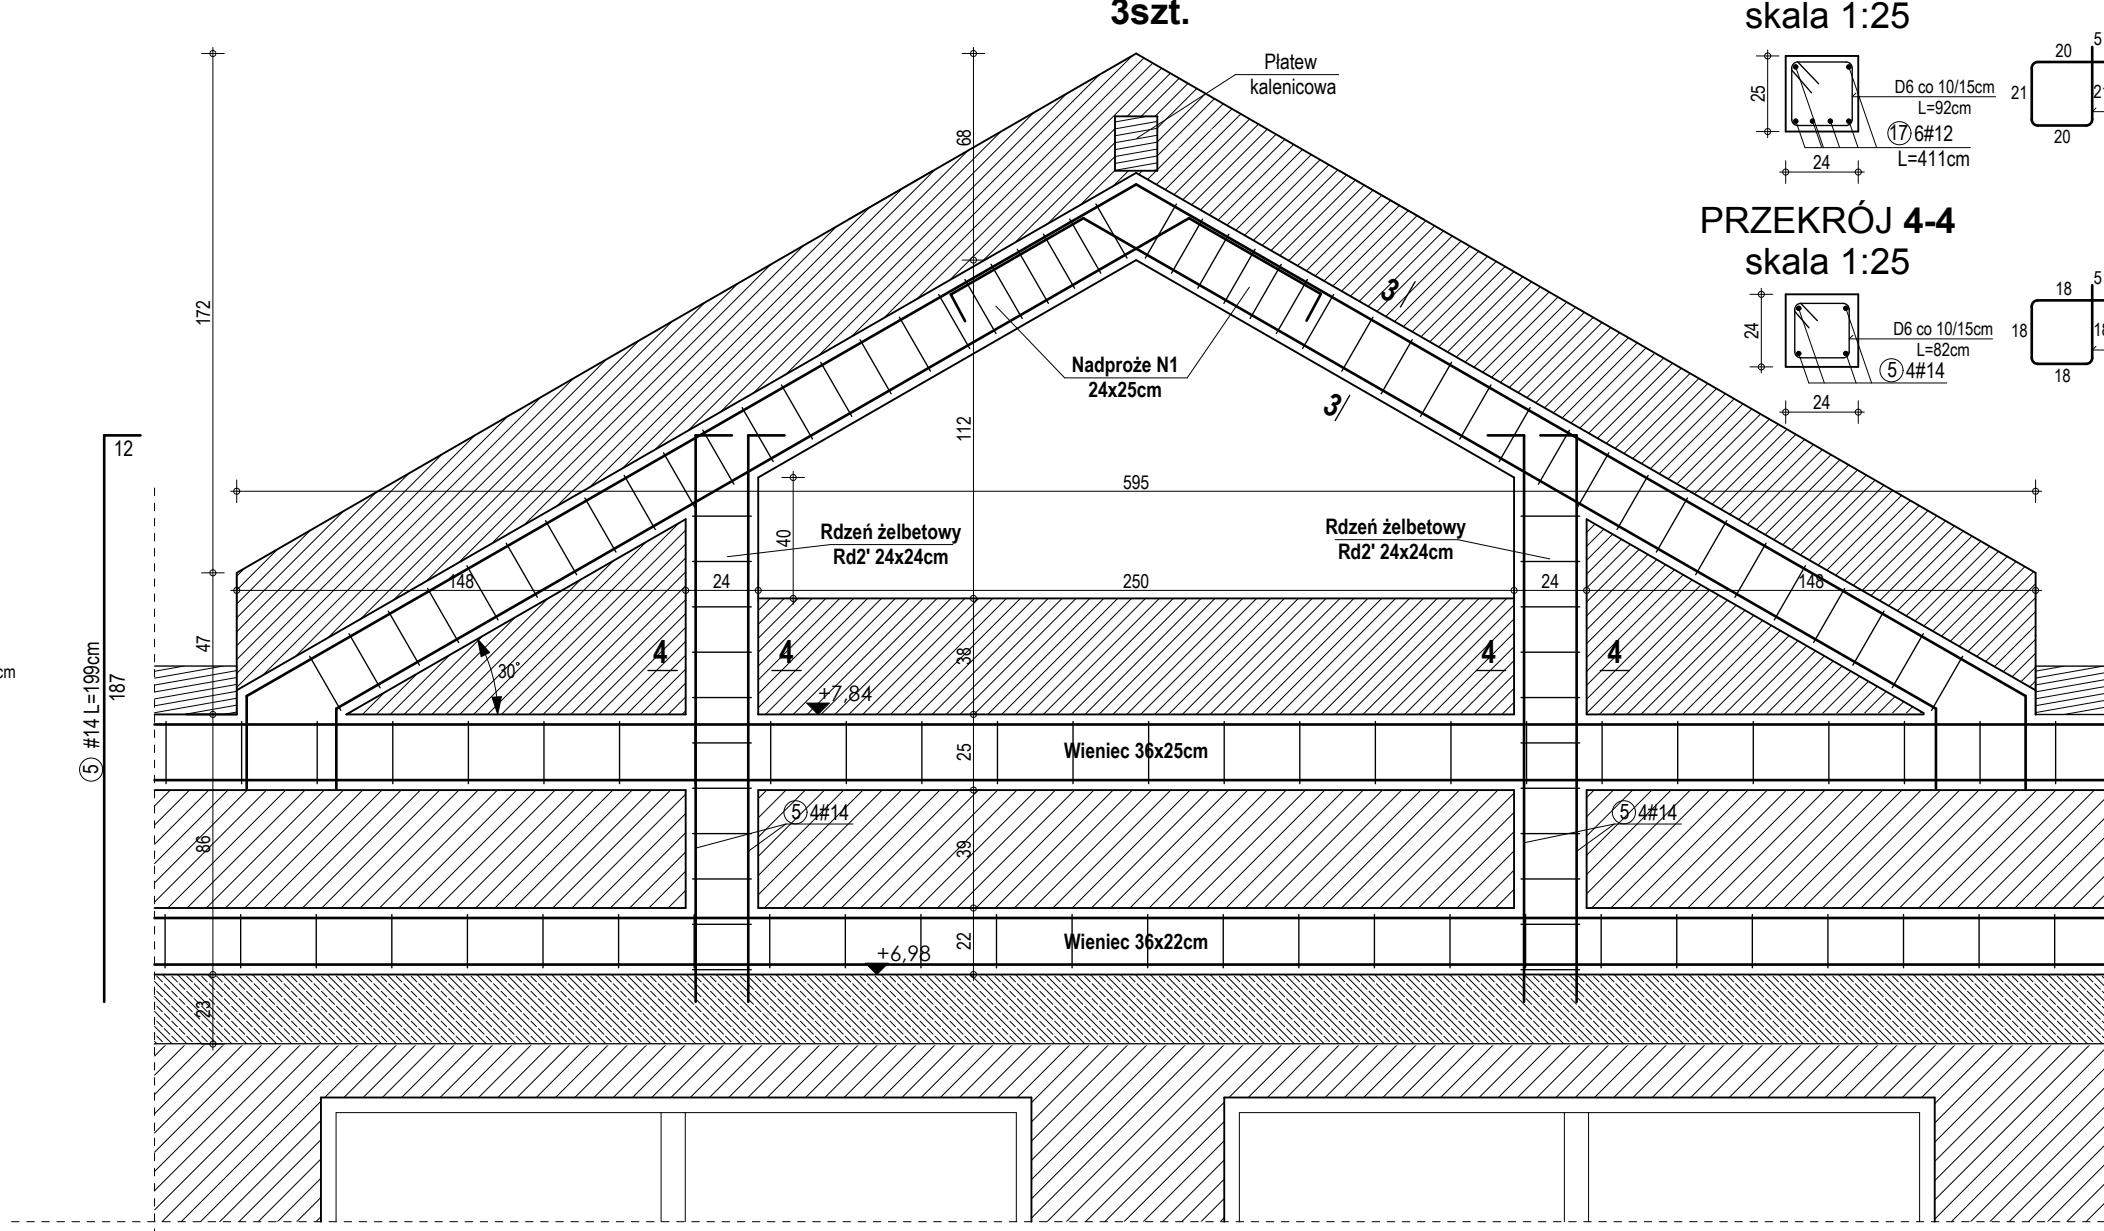 3szt.
skala 1:25
Płatew
kalenicowa
25
D6 co 10/15cm
L=92cm
17 6#12
L=411cm
24
20
5
21
21
20
PRZEKRÓJ 4-4
skala 1:25
24
D6 co 10/15cm
L=82cm
5 4#14
24
18
5
18
18
18
68
172
3
3
Nadproże N1
24x25cm
112
12
595
Rdzeń żelbetowy
Rd2' 24x24cm
40
Rdzeń żelbetowy
Rd2' 24x24cm
148
24
250
24
148
47
4
4
38
4
4
30°
+7,84
5 #14 L=199cm
187
cm
25
Wieniec 36x25cm
5 4#14
5 4#14
86
39
22
Wieniec 36x22cm
+6,98
23